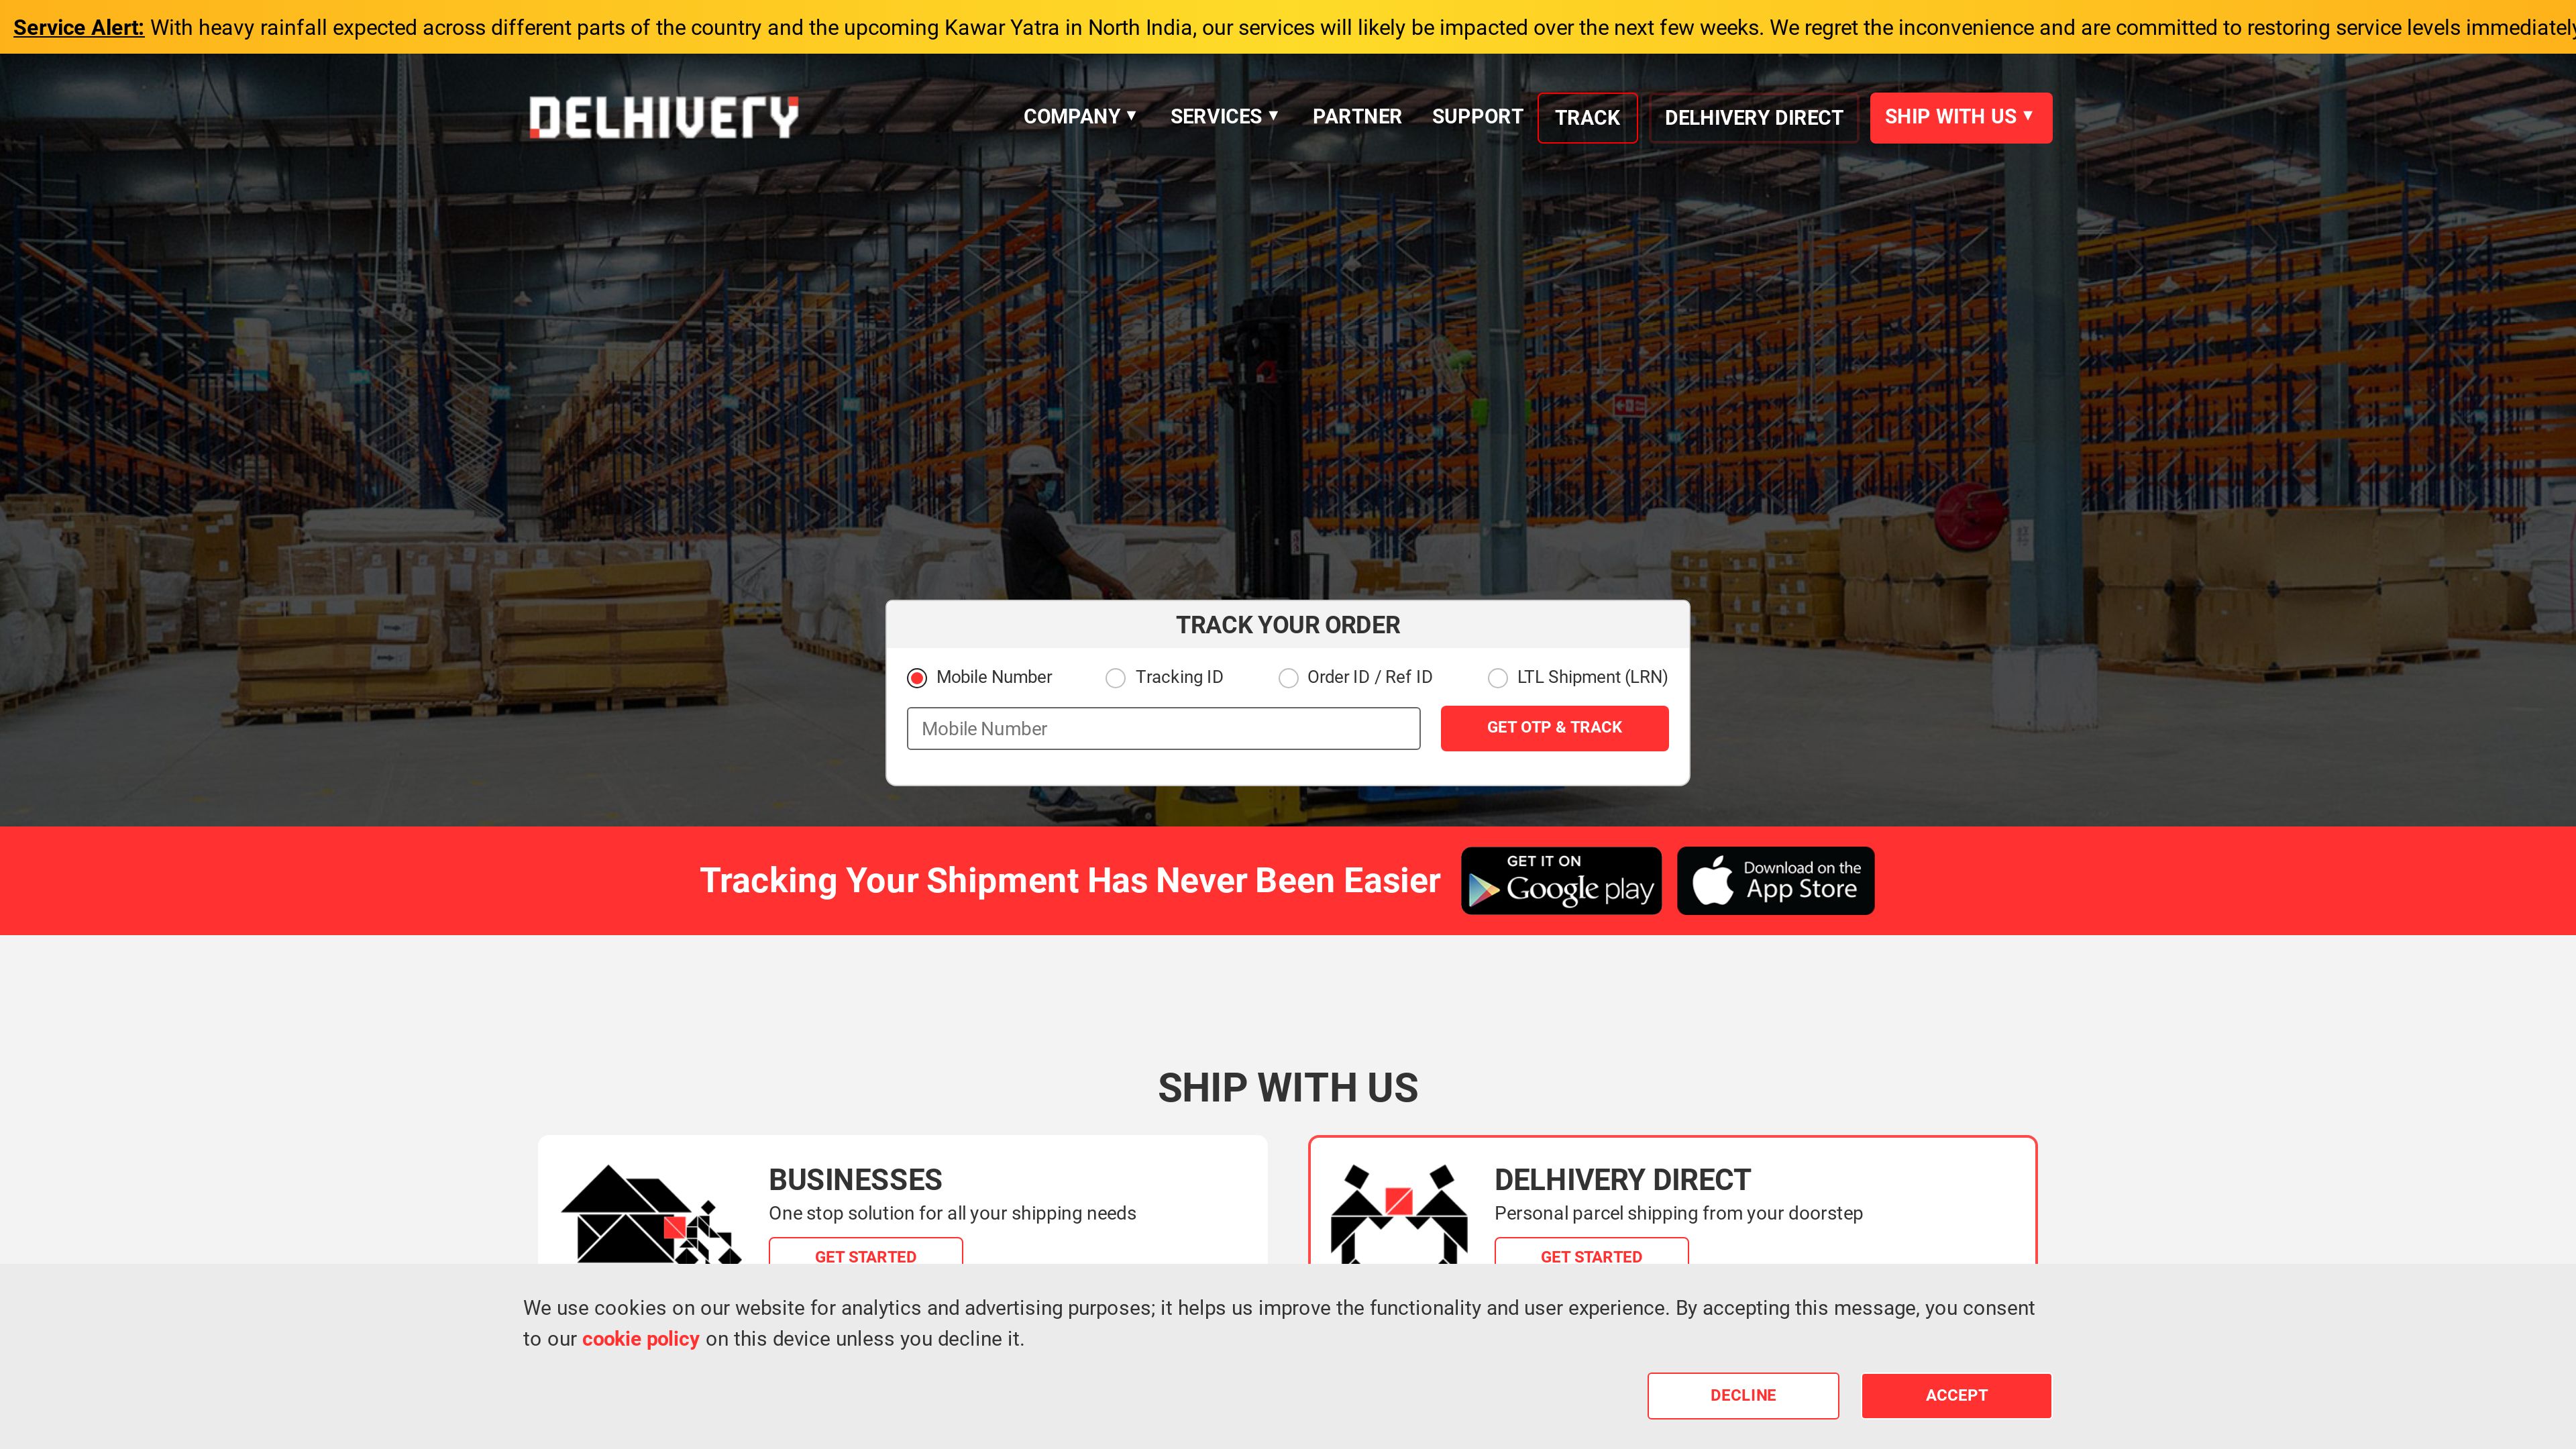 Service Alert: With heavy rainfall expected across different parts of the country and the upcoming Kawar Yatra in North India, our services will likely be impacted over the next few weeks. We regret the inconvenience and are committed to restoring service levels immediately
DELHIVERY
COMPANY ▼ SERVICES ▼ PARTNER SUPPORT TRACK DELHIVERY DIRECT SHIP WITH US ▼
TRACK YOUR ORDER
Mobile Number Tracking ID Order ID / Ref ID LTL Shipment (LRN)
Mobile Number GET OTP & TRACK
Tracking Your Shipment Has Never Been Easier
GET IT ON
Google play
Download on the
App Store
SHIP WITH US
BUSINESSES
One stop solution for all your shipping needs
GET STARTED
DELHIVERY DIRECT
Personal parcel shipping from your doorstep
GET STARTED
We use cookies on our website for analytics and advertising purposes; it helps us improve the functionality and user experience. By accepting this message, you consent
to our cookie policy on this device unless you decline it.
DECLINE ACCEPT